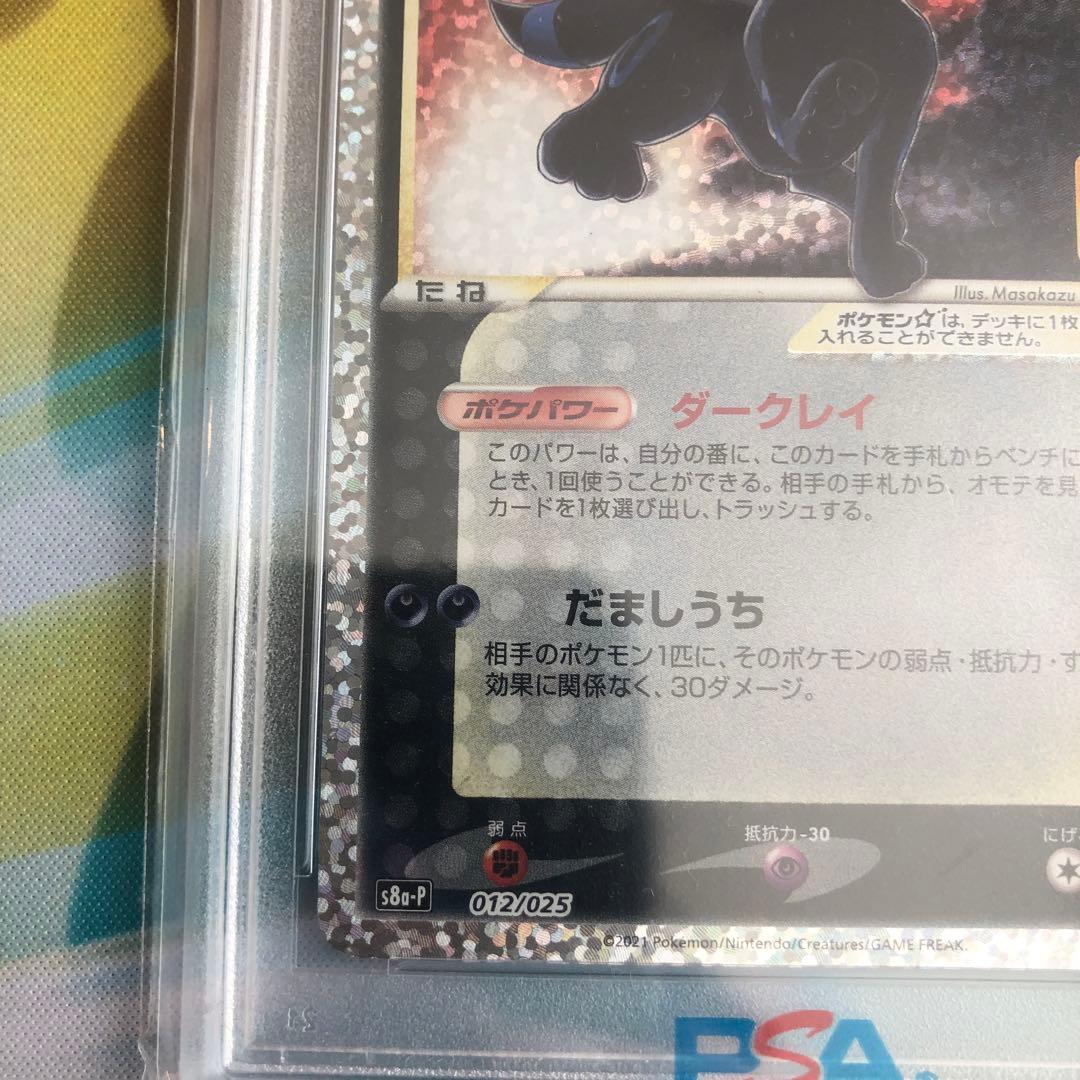 たね
Illus. Masakazu
ポケモン☆は、デッキに1枚
入れることができません。
ポケパワー ダークレイ
このパワーは、自分の番に、このカードを手札からベンチに
とき、1回使うことができる。相手の手札から、オモテを見
カードを1枚選び出し、トラッシュする。
だましうち
相手のポケモン1匹に、そのポケモンの弱点・抵抗力・す
効果に関係なく、30ダメージ。
弱点 抵抗力-30 にげ
s8a-P 012/025
©2021 Pokémon/Nintendo/Creatures/GAME FREAK.
PSA